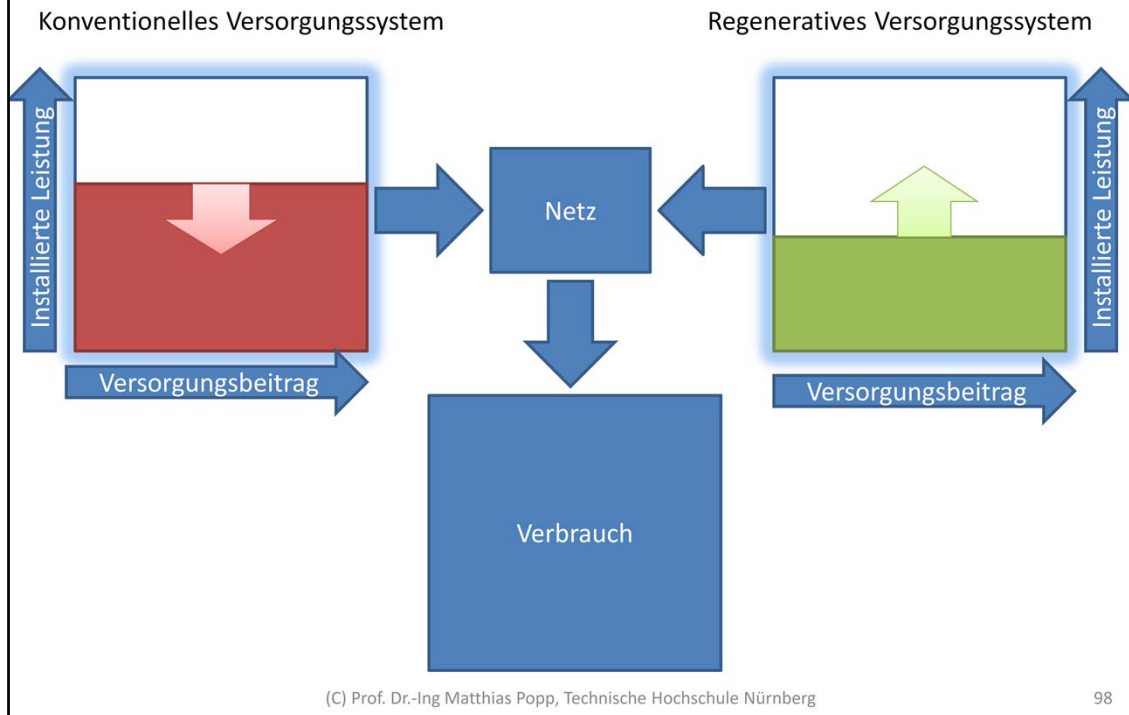 Konventionelles Versorgungssystem
Regeneratives Versorgungssystem
Installierte Leistung
Netz
Installierte Leistung
Versorgungsbeitrag
Versorgungsbeitrag
Verbrauch
(C) Prof. Dr.-Ing Matthias Popp, Technische Hochschule Nürnberg
98